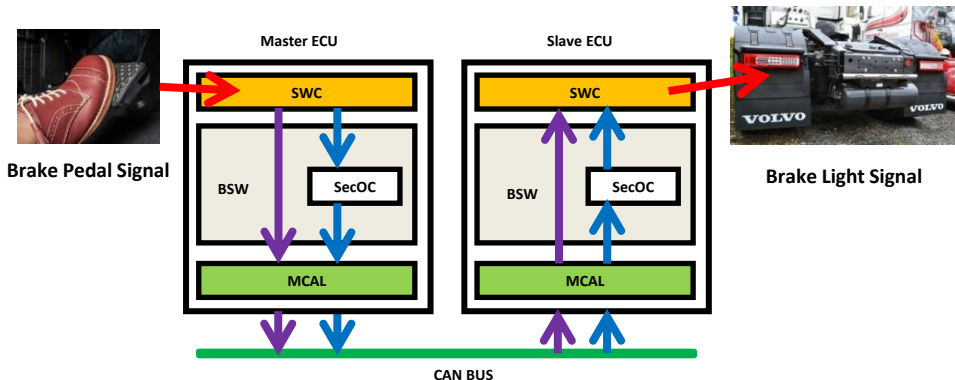 Master ECU
Slave ECU
SWC
SWC
BSW
SecOC
BSW
SecOC
MCAL
MCAL
CAN BUS
Brake Pedal Signal
Brake Light Signal
VOLVO
VOLVO